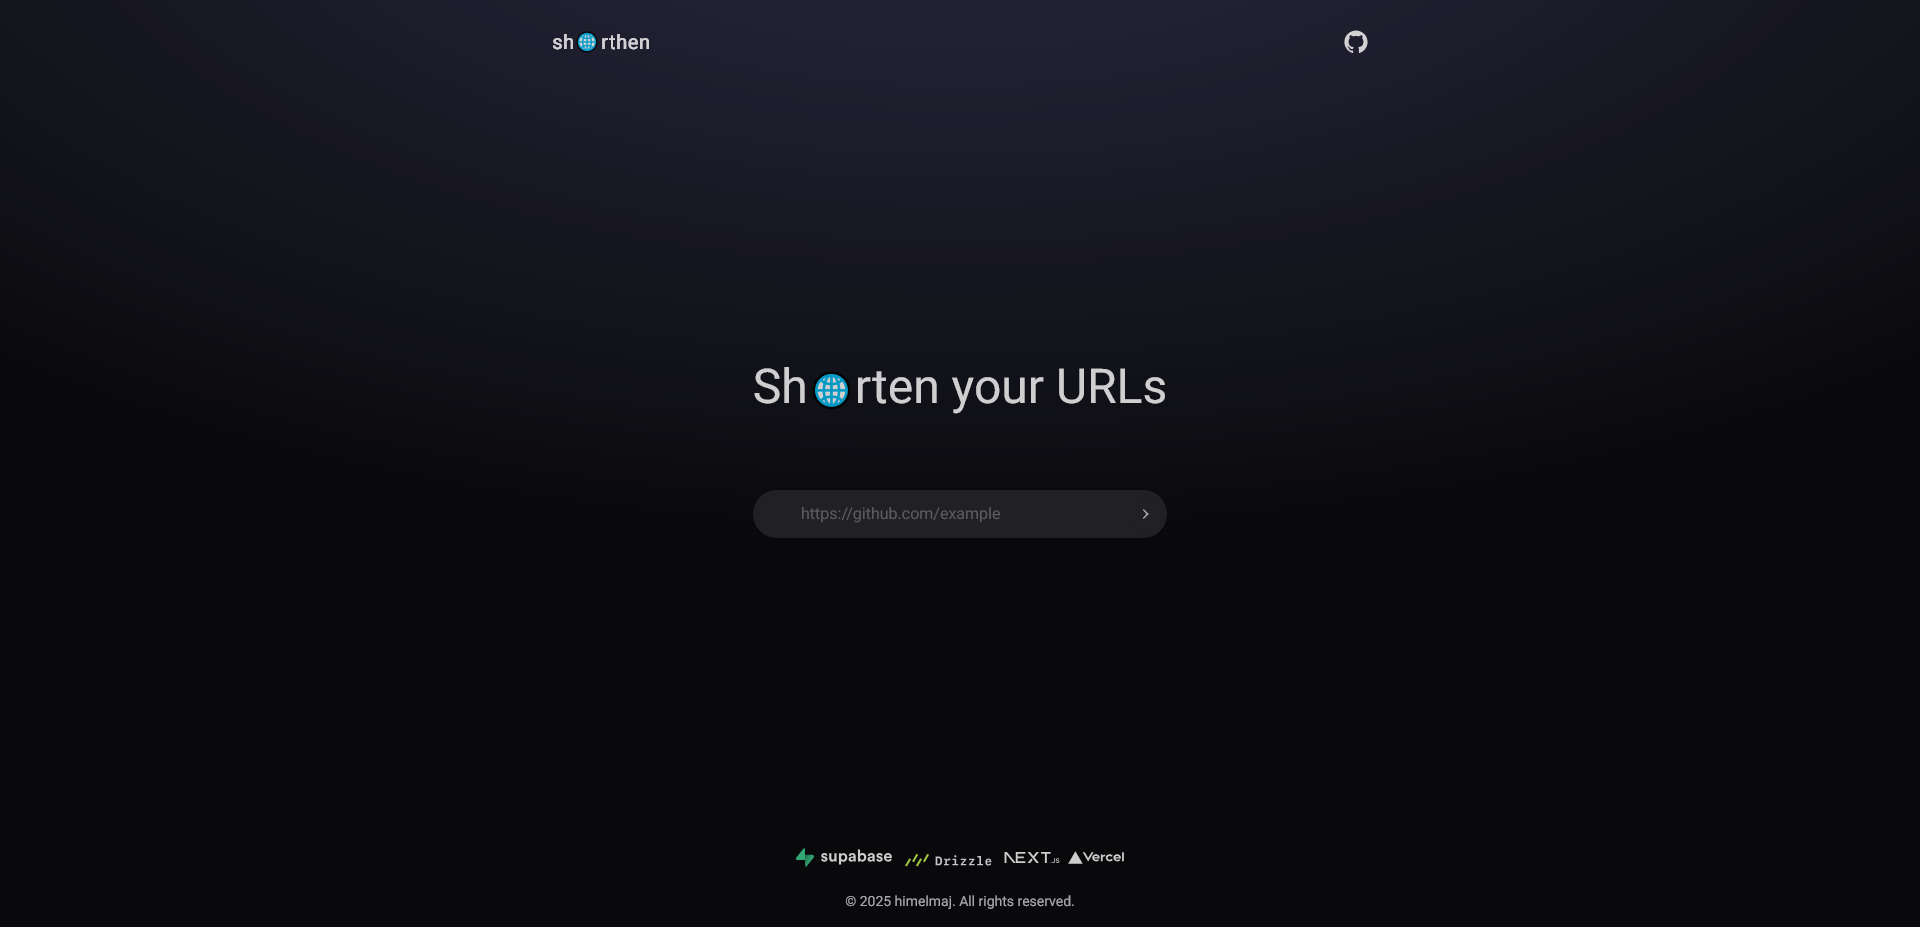 sh🌐rthen
Sh🌐rten your URLs
https://github.com/example
supabase Drizzle NEXT.JS Vercel
© 2025 himelmaj. All rights reserved.